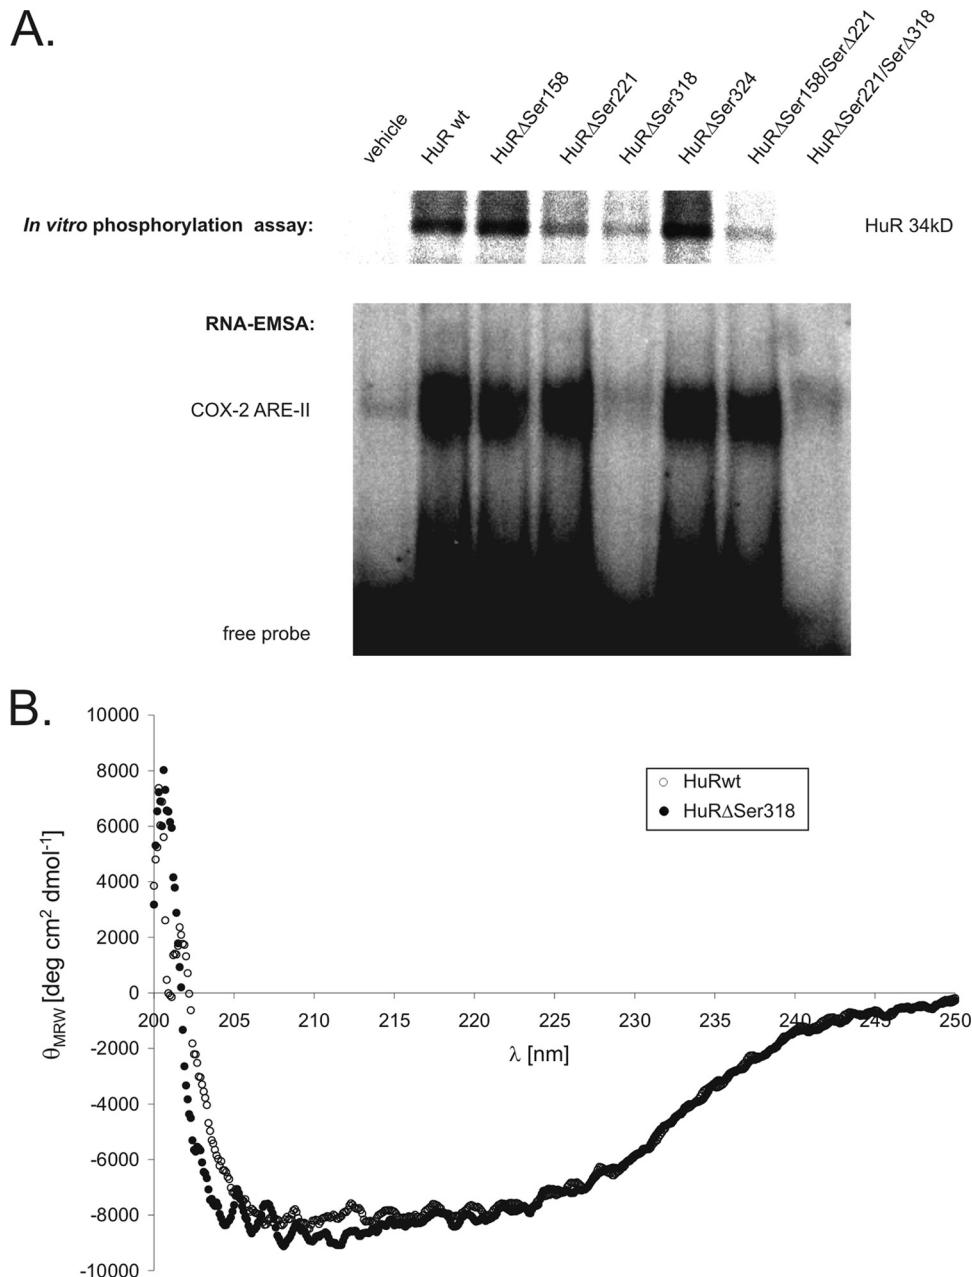 A.
vehicle
HuR wt
HuRΔSer158
HuRΔSer221
HuRΔSer318
HuRΔSer324
HuRΔSer158/SerΔ221
HuRΔSer221/SerΔ318
In vitro phosphorylation assay:
HuR 34kD
RNA-EMSA:
COX-2 ARE-II
free probe
B.
10000
8000
6000
4000
2000
0
-2000
-4000
-6000
-8000
-10000
θMRW [deg cm² dmol⁻¹]
HuRwt
HuRΔSer318
200 205 210 215 220 225 230 235 240 245 250
λ [nm]